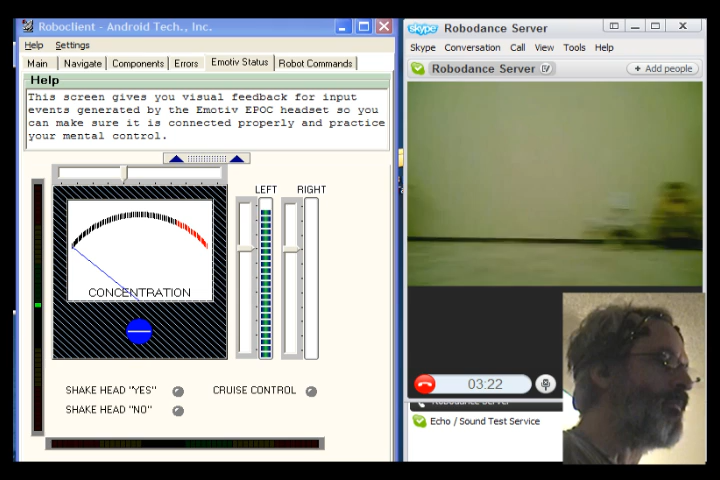 Roboclient - Android Tech., Inc.
Help Settings
Main Navigate Components Errors Emotiv Status Robot Commands
Help
This screen gives you visual feedback for input
events generated by the Emotiv EPOC headset so you
can make sure it is connected properly and practice
your mental control.
LEFT RIGHT
CONCENTRATION
SHAKE HEAD "YES" CRUISE CONTROL
SHAKE HEAD "NO"
skype Robodance Server
Skype Conversation Call View Tools Help
Robodance Server
+ Add people
03:22
Robodance Server
Echo / Sound Test Service